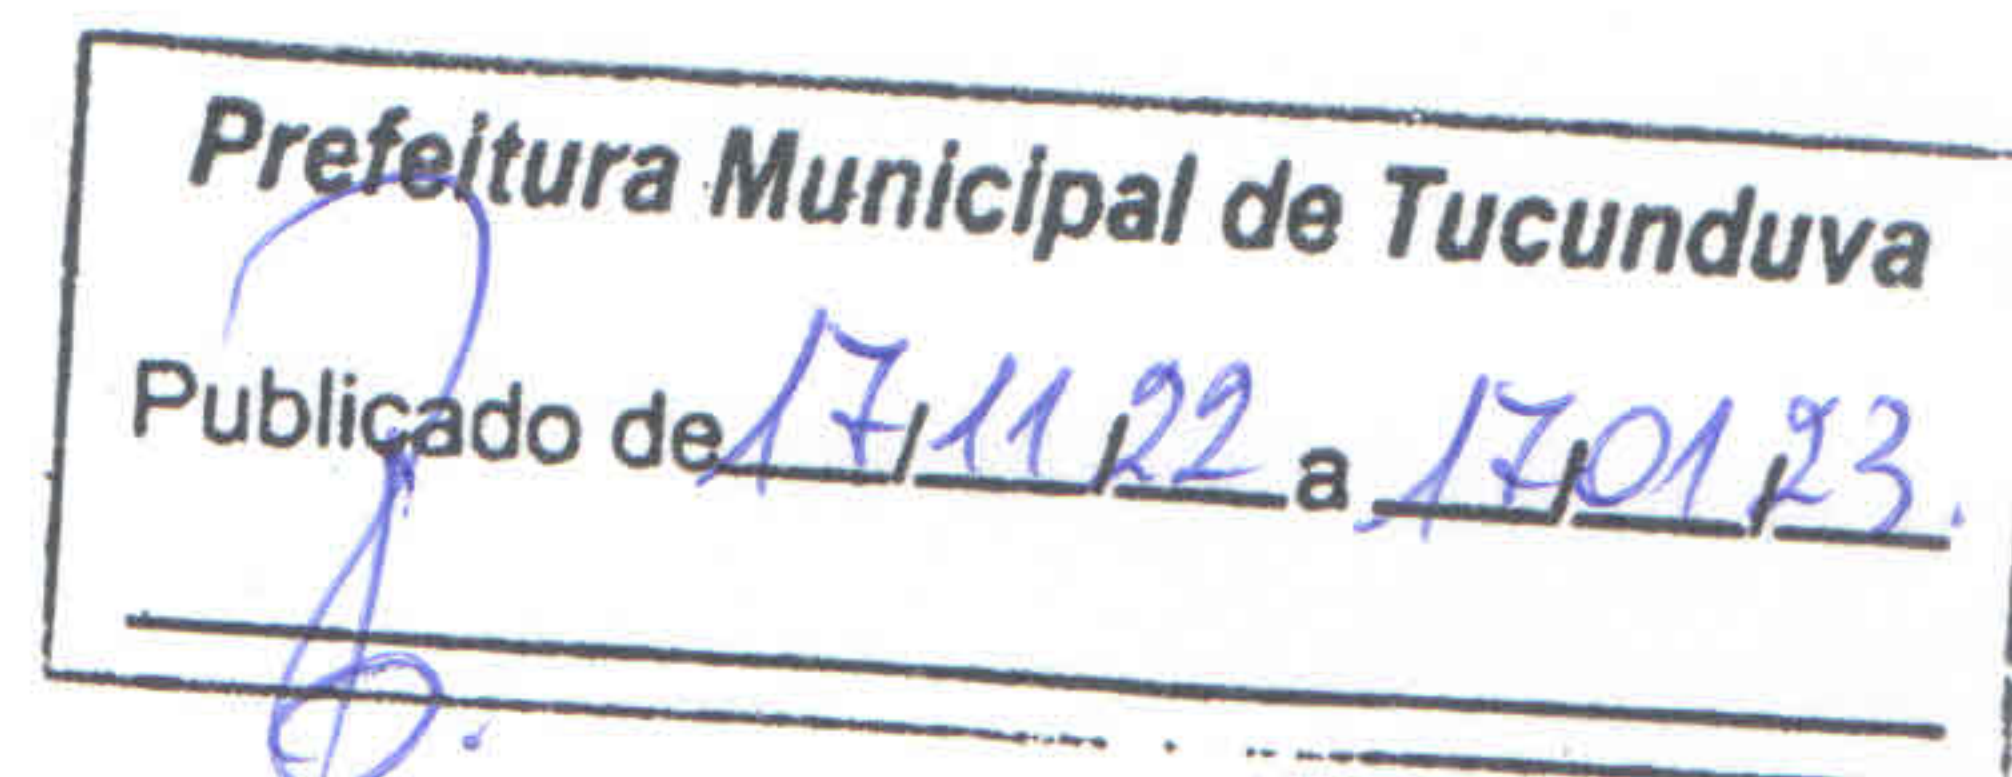 Prefeitura Municipal de Tucunduva
Publicado de 17/11/22 a 17/01/23.